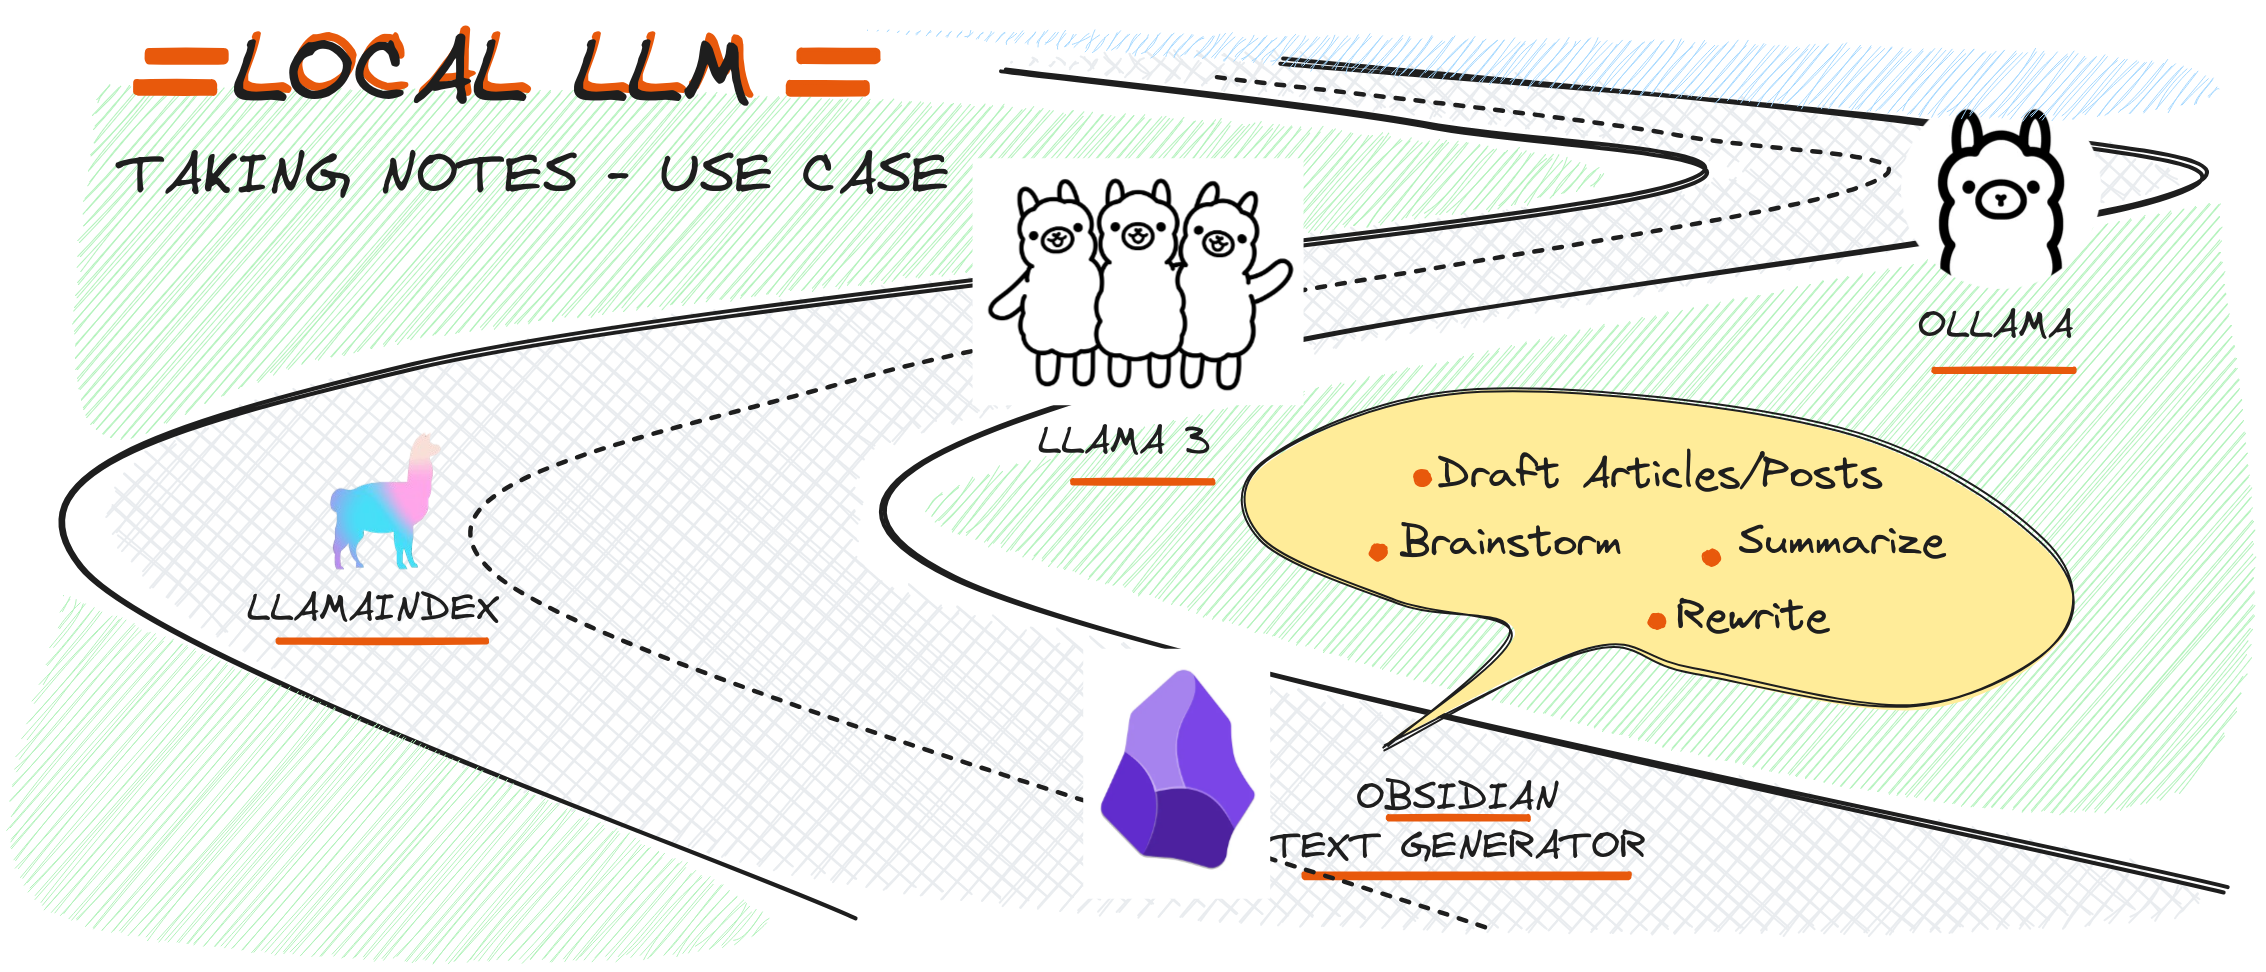 LOCAL LLM
TAKING NOTES - USE CASE
OLLAMA
LLAMA 3
Draft Articles/Posts
Brainstorm
Summarize
LLAMAINDEX
Rewrite
OBSIDIAN
TEXT GENERATOR